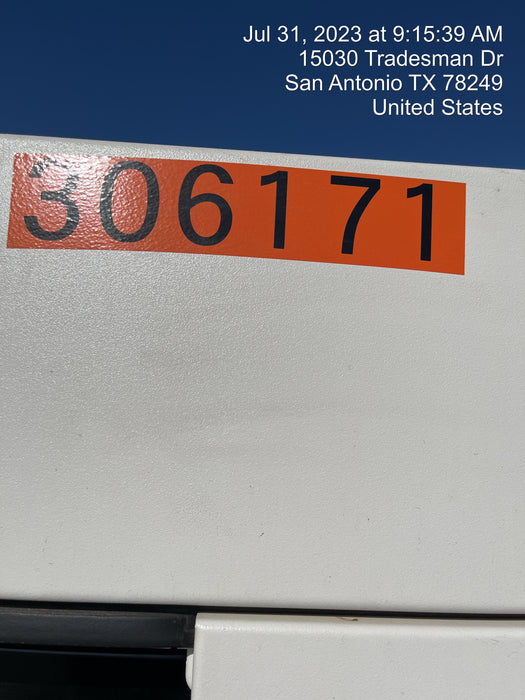 Jul 31, 2023 at 9:15:39 AM
15030 Tradesman Dr
San Antonio TX 78249
United States
306171